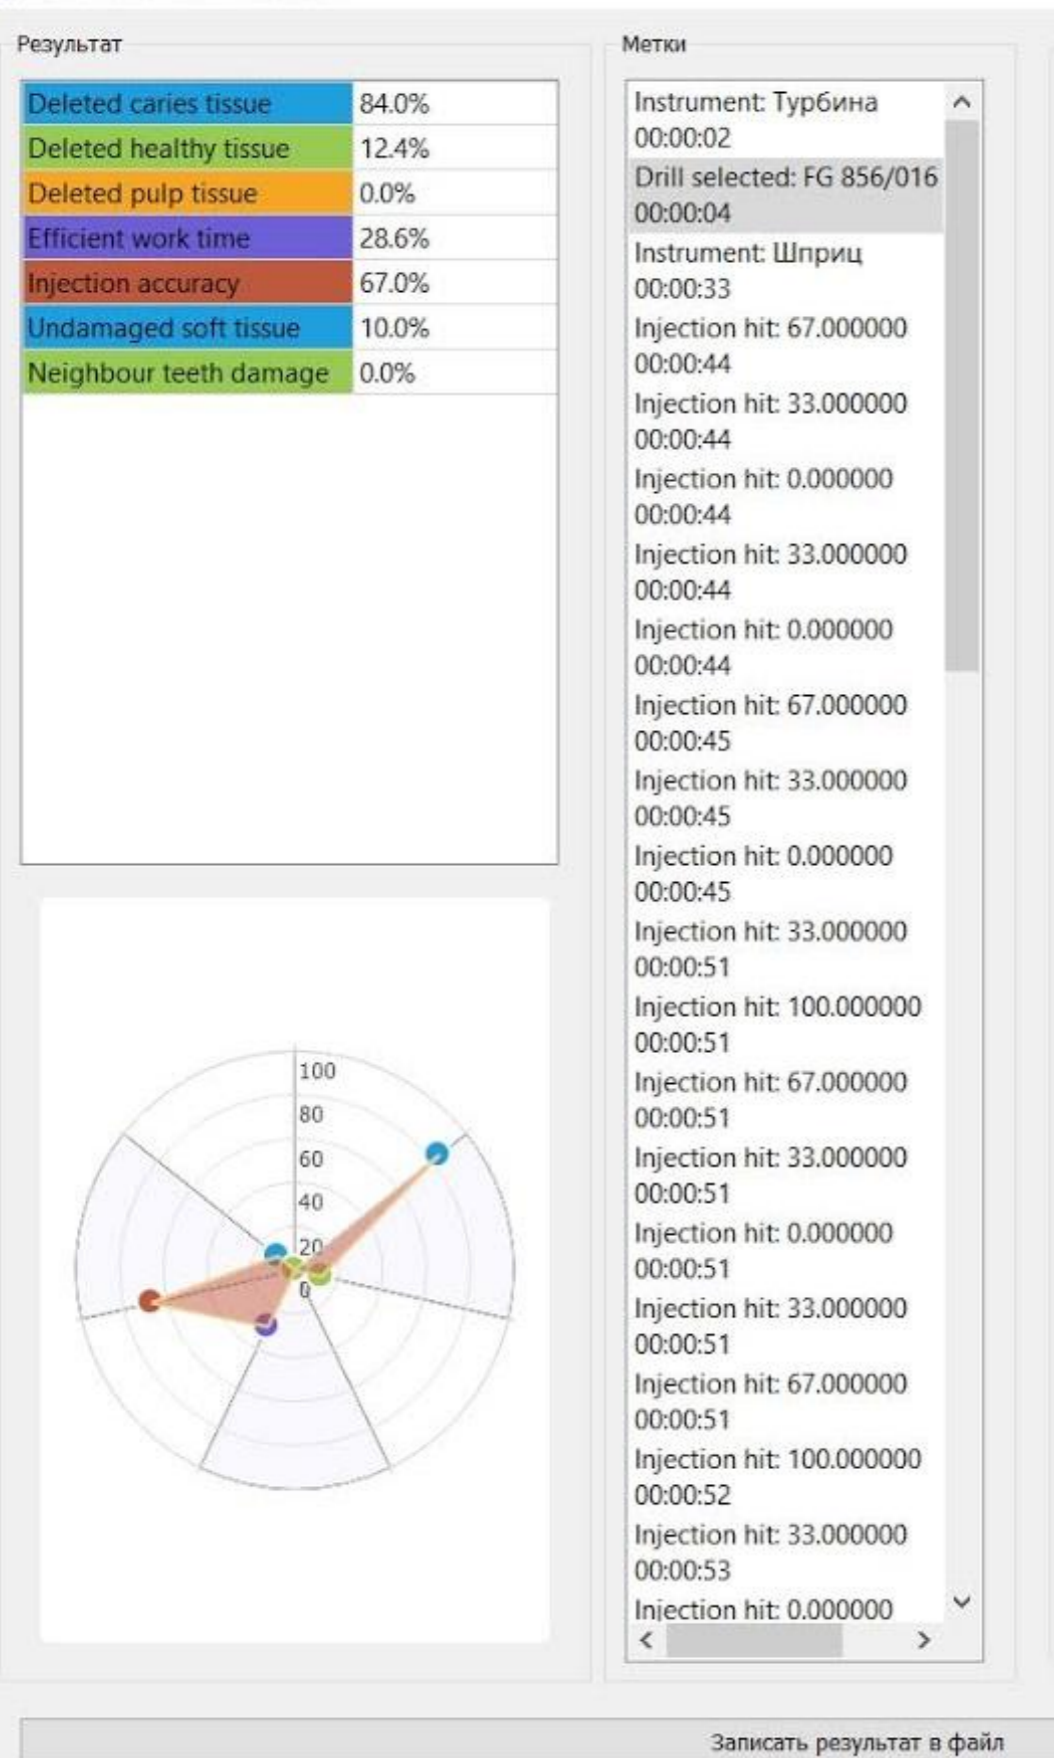 Результат
Deleted caries tissue 84.0%
Deleted healthy tissue 12.4%
Deleted pulp tissue 0.0%
Efficient work time 28.6%
Injection accuracy 67.0%
Undamaged soft tissue 10.0%
Neighbour teeth damage 0.0%
100
80
60
40
20
0
Метки
Instrument: Турбина
00:00:02
Drill selected: FG 856/016
00:00:04
Instrument: Шприц
00:00:33
Injection hit: 67.000000
00:00:44
Injection hit: 33.000000
00:00:44
Injection hit: 0.000000
00:00:44
Injection hit: 33.000000
00:00:44
Injection hit: 0.000000
00:00:44
Injection hit: 67.000000
00:00:45
Injection hit: 33.000000
00:00:45
Injection hit: 0.000000
00:00:45
Injection hit: 33.000000
00:00:51
Injection hit: 100.000000
00:00:51
Injection hit: 67.000000
00:00:51
Injection hit: 33.000000
00:00:51
Injection hit: 0.000000
00:00:51
Injection hit: 33.000000
00:00:51
Injection hit: 67.000000
00:00:51
Injection hit: 100.000000
00:00:52
Injection hit: 33.000000
00:00:53
Injection hit: 0.000000
Записать результат в файл